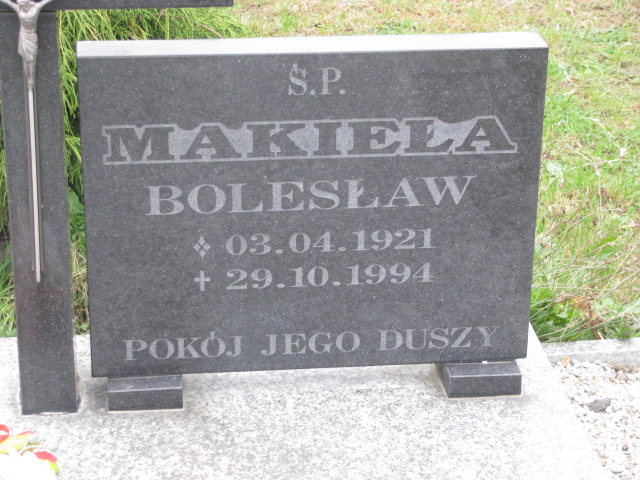 Ś.P.
MAKIEŁA
BOLESŁAW
03.04.1921
✝ 29.10.1994
POKÓJ JEGO DUSZY